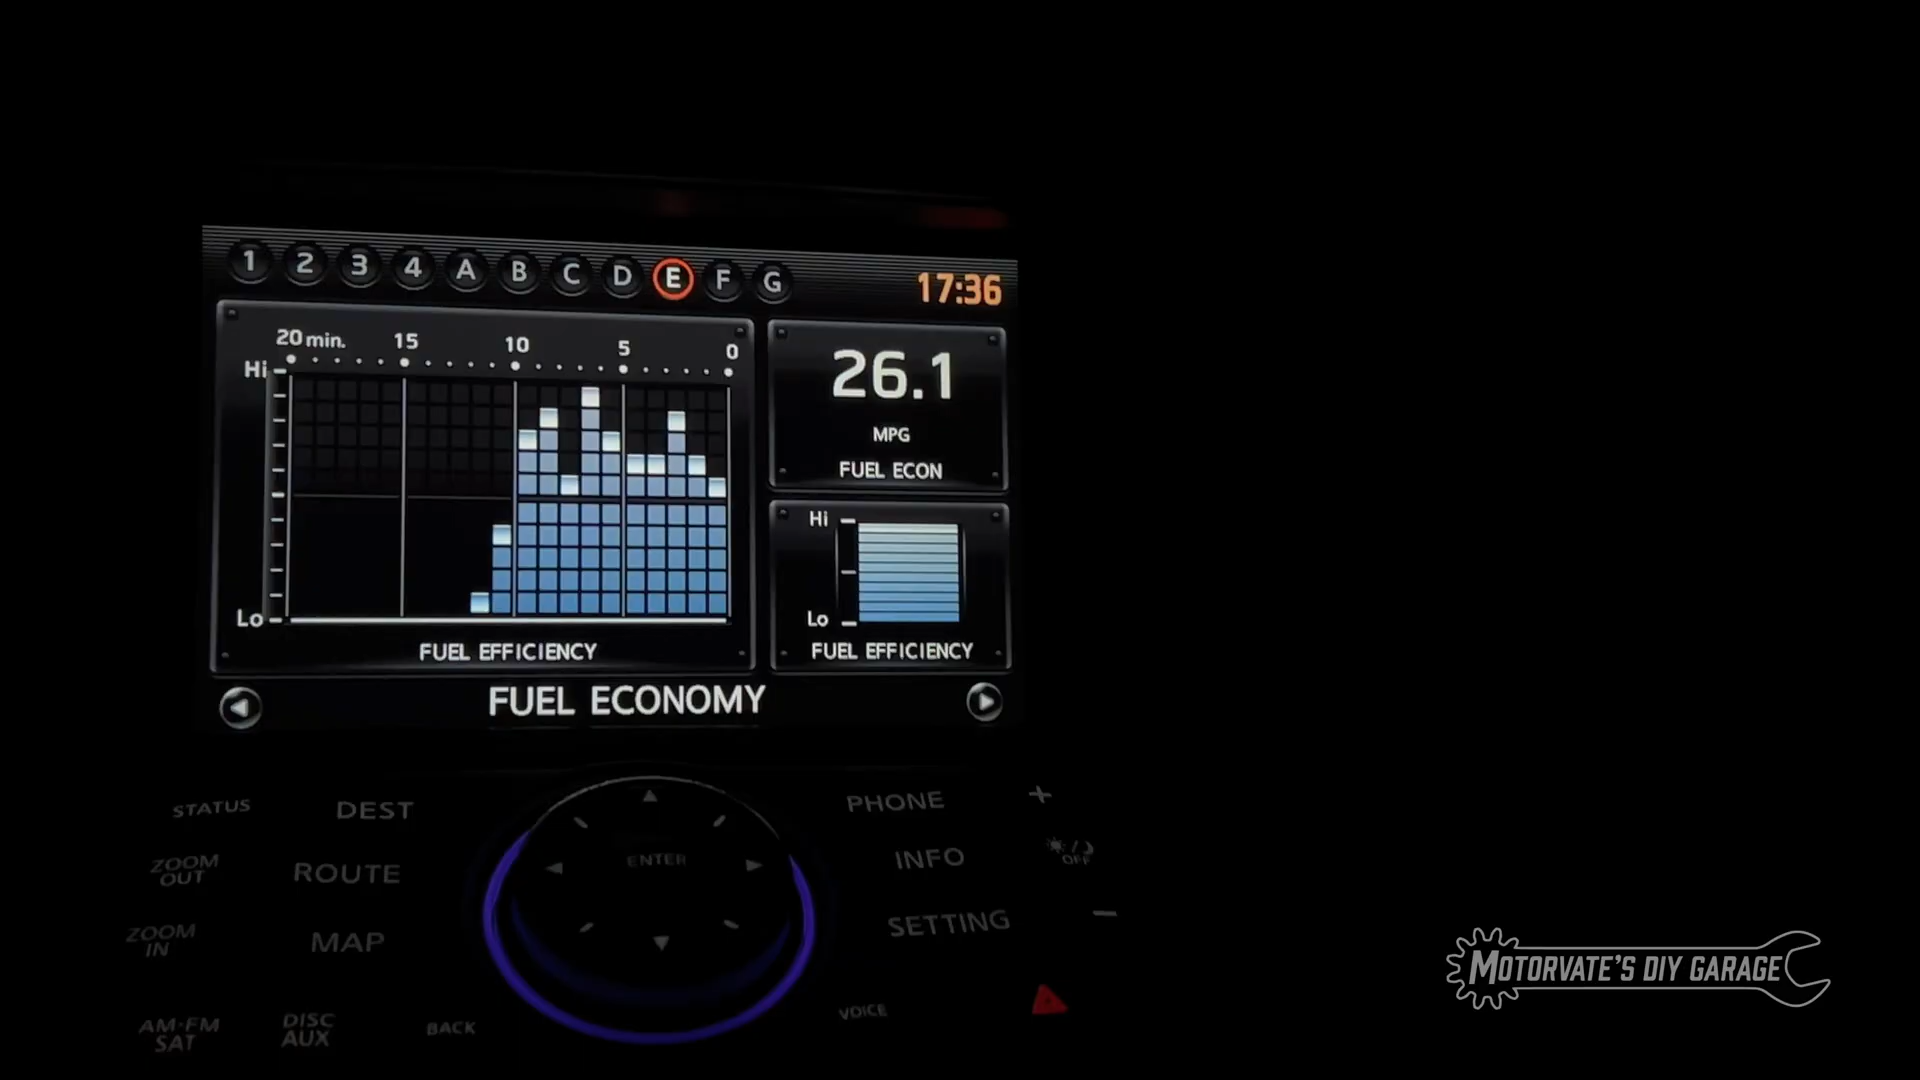 1 2 3 4 A B C D E F G
17:36
20 min. 15 10 5 0
Hi
Lo
FUEL EFFICIENCY
26.1
MPG
FUEL ECON
Hi
Lo
FUEL EFFICIENCY
FUEL ECONOMY
STATUS DEST PHONE +
ZOOM OUT ROUTE ENTER INFO / OFF
ZOOM IN MAP SETTING −
AM·FM SAT DISC AUX BACK VOICE
MOTORVATE'S DIY GARAGE